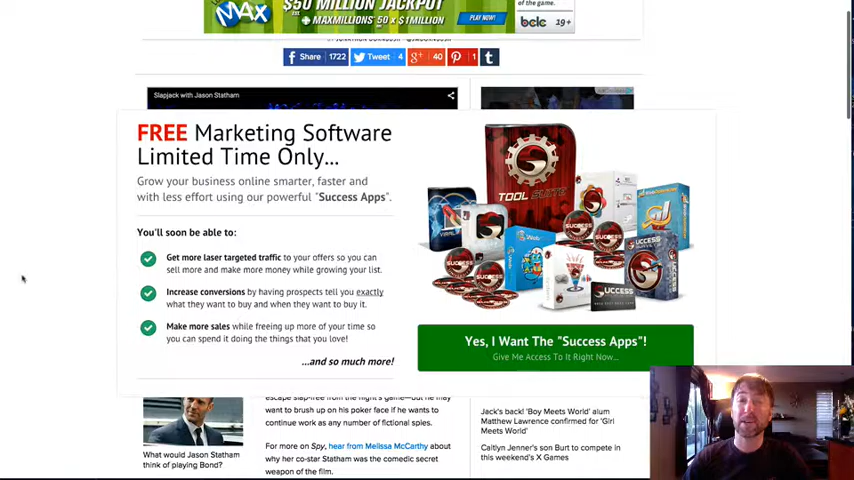 $50 MILLION JACKPOT
MAX
+ MAXMILLIONS 50 x $1MILLION
PLAY NOW!
of the game.
bclc 19+
f Share 1722
Tweet 4
g+ 40
1
t
Slapjack with Jason Statham
FREE Marketing Software
Limited Time Only...
Grow your business online smarter, faster and
with less effort using our powerful "Success Apps".
You'll soon be able to:
Get more laser targeted traffic to your offers so you can
sell more and make more money while growing your list.
Increase conversions by having prospects tell you exactly
what they want to buy and when they want to buy it.
Make more sales while freeing up more of your time so
you can spend it doing the things that you love!
...and so much more!
TOOL SUITE
SUCCESS
Yes, I Want The "Success Apps"!
Give Me Access To It Right Now...
What would Jason Statham
think of playing Bond?
escape slap-free from the night's game—but he may
want to brush up on his poker face if he wants to
continue work as any number of fictional spies.
For more on Spy, hear from Melissa McCarthy about
why her co-star Statham was the comedic secret
weapon of the film.
Jack's back! 'Boy Meets World' alum
Matthew Lawrence confirmed for 'Girl
Meets World'
Caitlyn Jenner's son Burt to compete in
this weekend's X Games